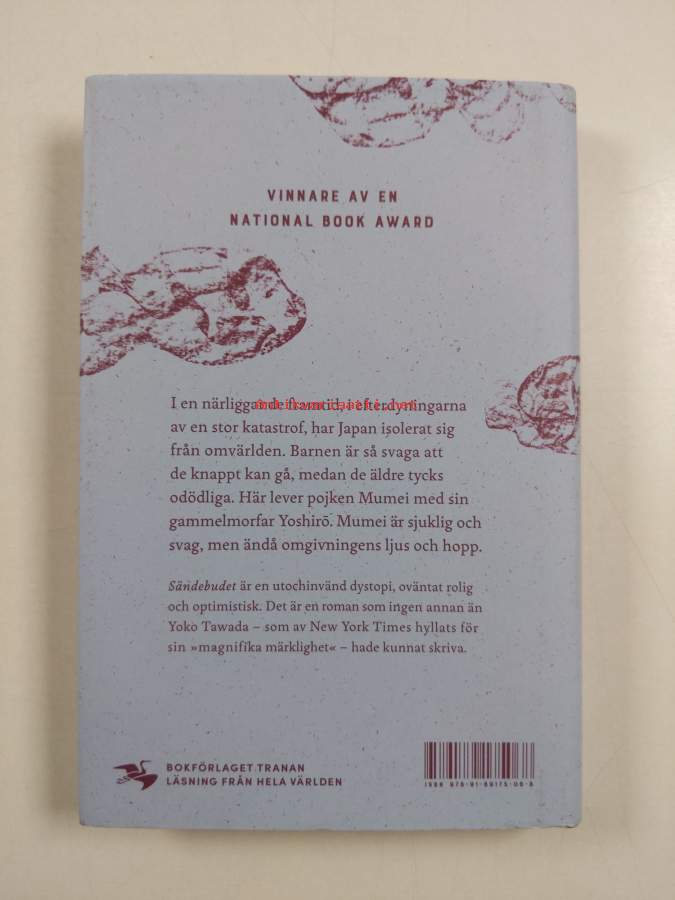 VINNARE AV EN
NATIONAL BOOK AWARD
I en närliggande framtid, i efterdyningarna
av en stor katastrof, har Japan isolerat sig
från omvärlden. Barnen är så svaga att
de knappt kan gå, medan de äldre tycks
odödliga. Här lever pojken Mumei med sin
gammelmorfar Yoshirō. Mumei är sjuklig och
svag, men ändå omgivningens ljus och hopp.
Sändebudet är en utochinvänd dystopi, oväntat rolig
och optimistisk. Det är en roman som ingen annan än
Yoko Tawada – som av New York Times hyllats för
sin »magnifika märklighet« – hade kunnat skriva.
BOKFÖRLAGET TRANAN
LÄSNING FRÅN HELA VÄRLDEN
ISBN